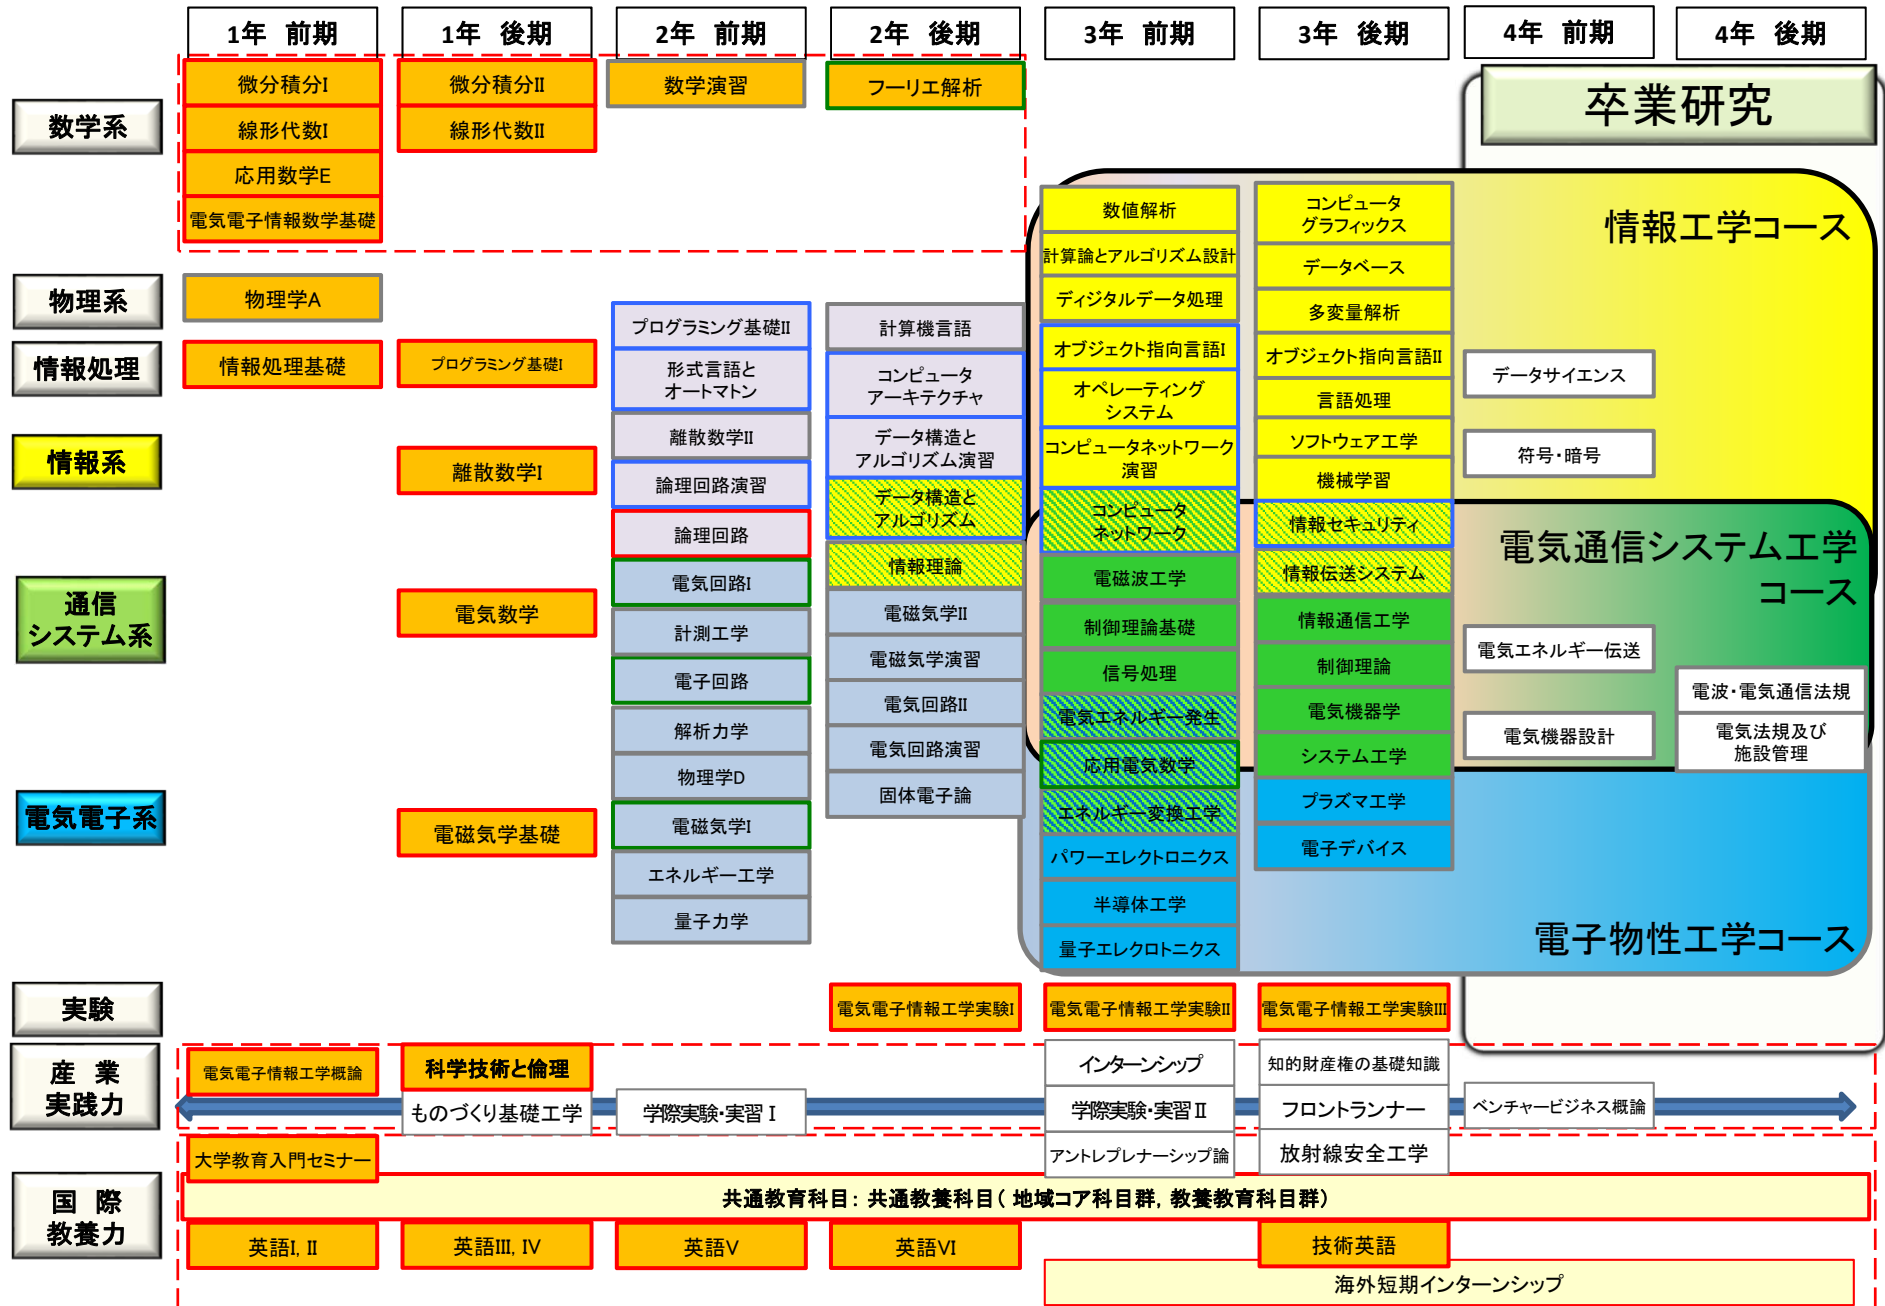 1年 前期
1年 後期
2年 前期
2年 後期
3年 前期
3年 後期
4年 前期
4年 後期
数学系
微分積分I
線形代数I
応用数学E
電気電子情報数学基礎
微分積分II
線形代数II
数学演習
フーリエ解析
卒業研究
物理系
物理学A
情報処理
情報処理基礎
プログラミング基礎I
情報系
離散数学I
通信
システム系
電気数学
電気電子系
電磁気学基礎
プログラミング基礎II
形式言語と
オートマトン
離散数学II
論理回路演習
論理回路
電気回路I
計測工学
電子回路
解析力学
物理学D
電磁気学I
エネルギー工学
量子力学
計算機言語
コンピュータ
アーキテクチャ
データ構造と
アルゴリズム演習
データ構造と
アルゴリズム
情報理論
電磁気学II
電磁気学演習
電気回路II
電気回路演習
固体電子論
数値解析
計算論とアルゴリズム設計
ディジタルデータ処理
オブジェクト指向言語I
オペレーティング
システム
コンピュータネットワーク
演習
コンピュータ
ネットワーク
電磁波工学
制御理論基礎
信号処理
電気エネルギー発生
応用電気数学
エネルギー変換工学
パワーエレクトロニクス
半導体工学
量子エレクロトニクス
コンピュータ
グラフィックス
データベース
多変量解析
オブジェクト指向言語II
言語処理
ソフトウェア工学
機械学習
情報セキュリティ
情報伝送システム
情報通信工学
制御理論
電気機器学
システム工学
プラズマ工学
電子デバイス
情報工学コース
データサイエンス
符号・暗号
電気通信システム工学
コース
電気エネルギー伝送
電気機器設計
電波・電気通信法規
電気法規及び
施設管理
電子物性工学コース
実験
電気電子情報工学実験I
電気電子情報工学実験II
電気電子情報工学実験III
産 業
実践力
電気電子情報工学概論
科学技術と倫理
ものづくり基礎工学
学際実験・実習 I
インターンシップ
学際実験・実習 II
アントレプレナーシップ論
知的財産権の基礎知識
フロントランナー
放射線安全工学
ベンチャービジネス概論
国 際
教養力
大学教育入門セミナー
共通教育科目：共通教養科目（ 地域コア科目群, 教養教育科目群）
英語I, II
英語III, IV
英語V
英語VI
技術英語
海外短期インターンシップ